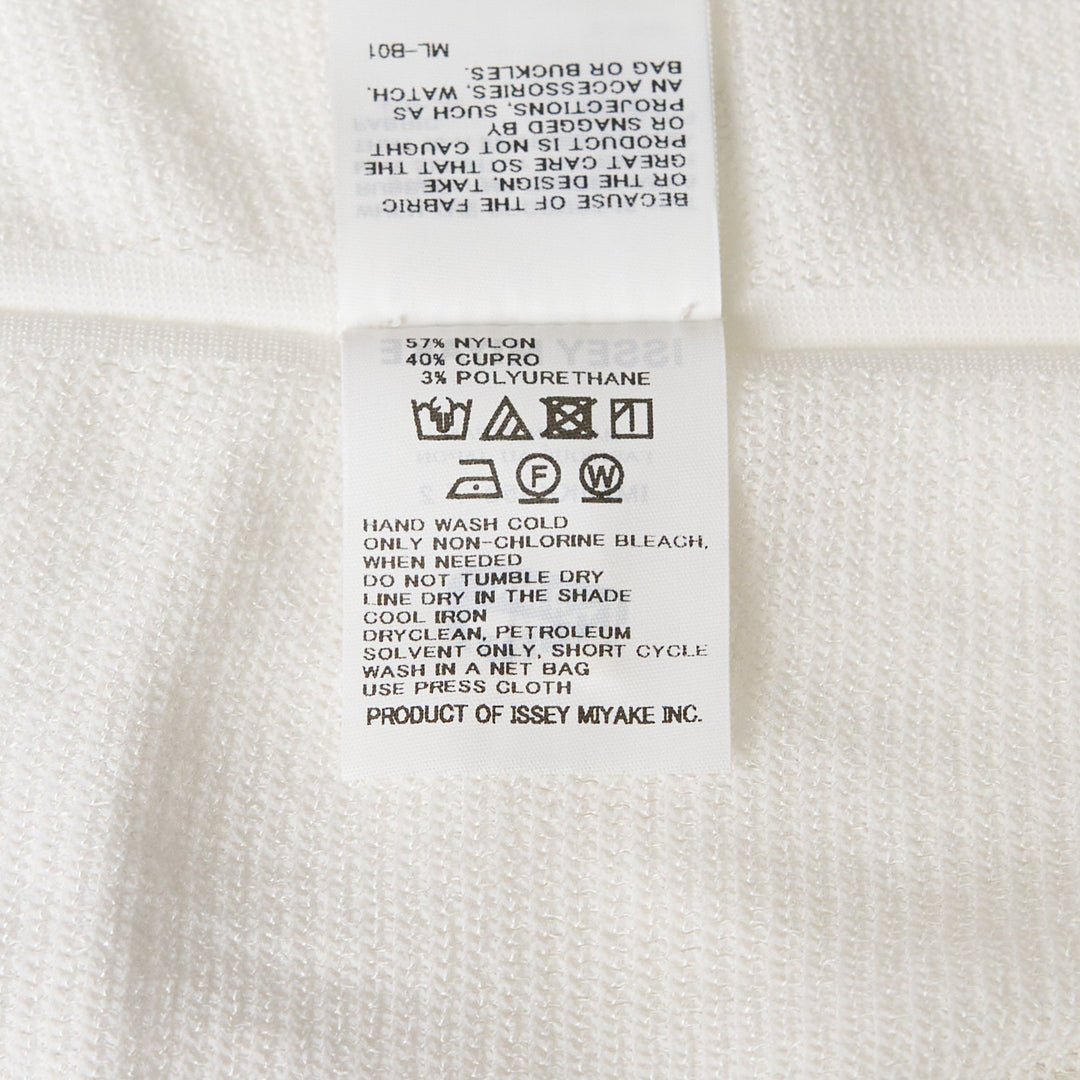 BECAUSE OF THE FABRIC
OR THE DESIGN, TAKE
GREAT CARE SO THAT THE
PRODUCT IS NOT CAUGHT
OR SNAGGED BY
PROJECTIONS, SUCH AS
AN ACCESSORIES, WATCH,
BAG OR BUCKLES.
ML-B01
57% NYLON
40% CUPRO
3% POLYURETHANE
F W
HAND WASH COLD
ONLY NON-CHLORINE BLEACH,
WHEN NEEDED
DO NOT TUMBLE DRY
LINE DRY IN THE SHADE
COOL IRON
DRYCLEAN, PETROLEUM
SOLVENT ONLY, SHORT CYCLE
WASH IN A NET BAG
USE PRESS CLOTH
PRODUCT OF ISSEY MIYAKE INC.